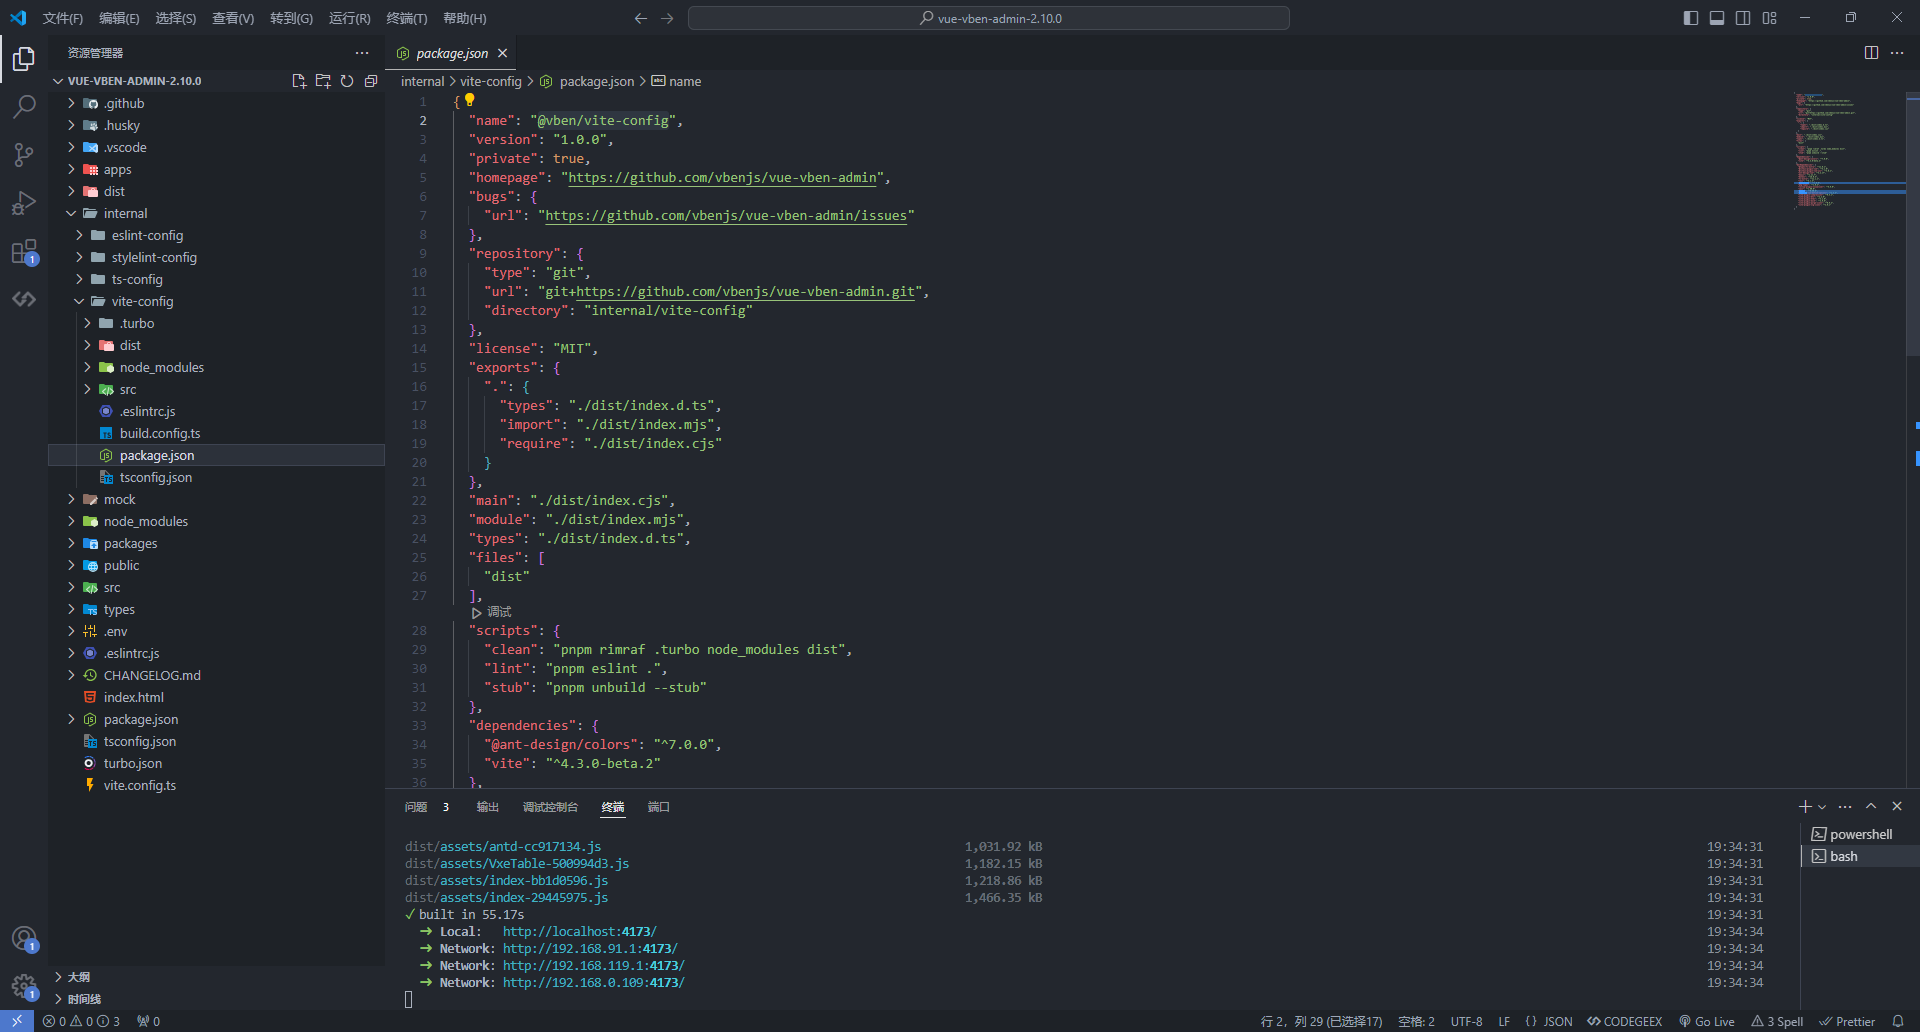 文件(F) 编辑(E) 选择(S) 查看(V) 转到(G) 运行(R) 终端(T) 帮助(H) vue-vben-admin-2.10.0
资源管理器
VUE-VBEN-ADMIN-2.10.0
.github
.husky
.vscode
apps
dist
internal
eslint-config
stylelint-config
ts-config
vite-config
.turbo
dist
node_modules
src
.eslintrc.js
build.config.ts
package.json
tsconfig.json
mock
node_modules
packages
public
src
types
.env
.eslintrc.js
CHANGELOG.md
index.html
package.json
tsconfig.json
turbo.json
vite.config.ts
大纲
时间线
1
1
1
package.json
internal > vite-config > package.json > name
1 {
2 "name": "@vben/vite-config",
3 "version": "1.0.0",
4 "private": true,
5 "homepage": "https://github.com/vbenjs/vue-vben-admin",
6 "bugs": {
7 "url": "https://github.com/vbenjs/vue-vben-admin/issues"
8 },
9 "repository": {
10 "type": "git",
11 "url": "git+https://github.com/vbenjs/vue-vben-admin.git",
12 "directory": "internal/vite-config"
13 },
14 "license": "MIT",
15 "exports": {
16 ".": {
17 "types": "./dist/index.d.ts",
18 "import": "./dist/index.mjs",
19 "require": "./dist/index.cjs"
20 }
21 },
22 "main": "./dist/index.cjs",
23 "module": "./dist/index.mjs",
24 "types": "./dist/index.d.ts",
25 "files": [
26 "dist"
27 ],
调试
28 "scripts": {
29 "clean": "pnpm rimraf .turbo node_modules dist",
30 "lint": "pnpm eslint .",
31 "stub": "pnpm unbuild --stub"
32 },
33 "dependencies": {
34 "@ant-design/colors": "^7.0.0",
35 "vite": "^4.3.0-beta.2"
36 },
问题 3 输出 调试控制台 终端 端口
dist/assets/antd-cc917134.js 1,031.92 kB 19:34:31
dist/assets/VxeTable-500994d3.js 1,182.15 kB 19:34:31
dist/assets/index-bb1d0596.js 1,218.86 kB 19:34:31
dist/assets/index-29445975.js 1,466.35 kB 19:34:31
✓ built in 55.17s 19:34:31
➜ Local: http://localhost:4173/ 19:34:34
➜ Network: http://192.168.91.1:4173/ 19:34:34
➜ Network: http://192.168.119.1:4173/ 19:34:34
➜ Network: http://192.168.0.109:4173/ 19:34:34
powershell
bash
0 0 3 0 行 2，列 29 (已选择17) 空格: 2 UTF-8 LF { } JSON CODEGEEX Go Live 3 Spell Prettier